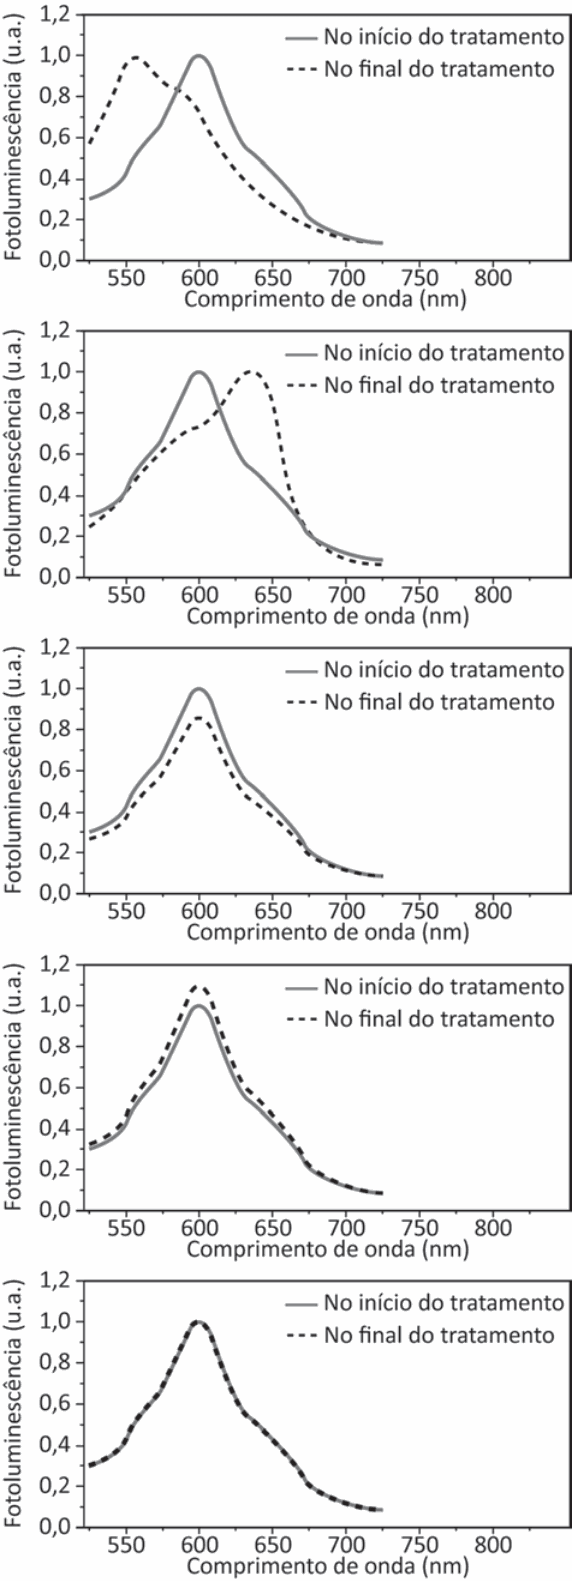 1,2
1,0
0,8
0,6
0,4
0,2
0,0
Fotoluminescência (u.a.)
No início do tratamento
No final do tratamento
550 600 650 700 750 800
Comprimento de onda (nm)
1,2
1,0
0,8
0,6
0,4
0,2
0,0
Fotoluminescência (u.a.)
No início do tratamento
No final do tratamento
550 600 650 700 750 800
Comprimento de onda (nm)
1,2
1,0
0,8
0,6
0,4
0,2
0,0
Fotoluminescência (u.a.)
No início do tratamento
No final do tratamento
550 600 650 700 750 800
Comprimento de onda (nm)
1,2
1,0
0,8
0,6
0,4
0,2
0,0
Fotoluminescência (u.a.)
No início do tratamento
No final do tratamento
550 600 650 700 750 800
Comprimento de onda (nm)
1,2
1,0
0,8
0,6
0,4
0,2
0,0
Fotoluminescência (u.a.)
No início do tratamento
No final do tratamento
550 600 650 700 750 800
Comprimento de onda (nm)